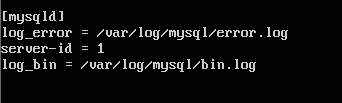 [mysqld]
log_error = /var/log/mysql/error.log
server-id = 1
log_bin = /var/log/mysql/bin.log